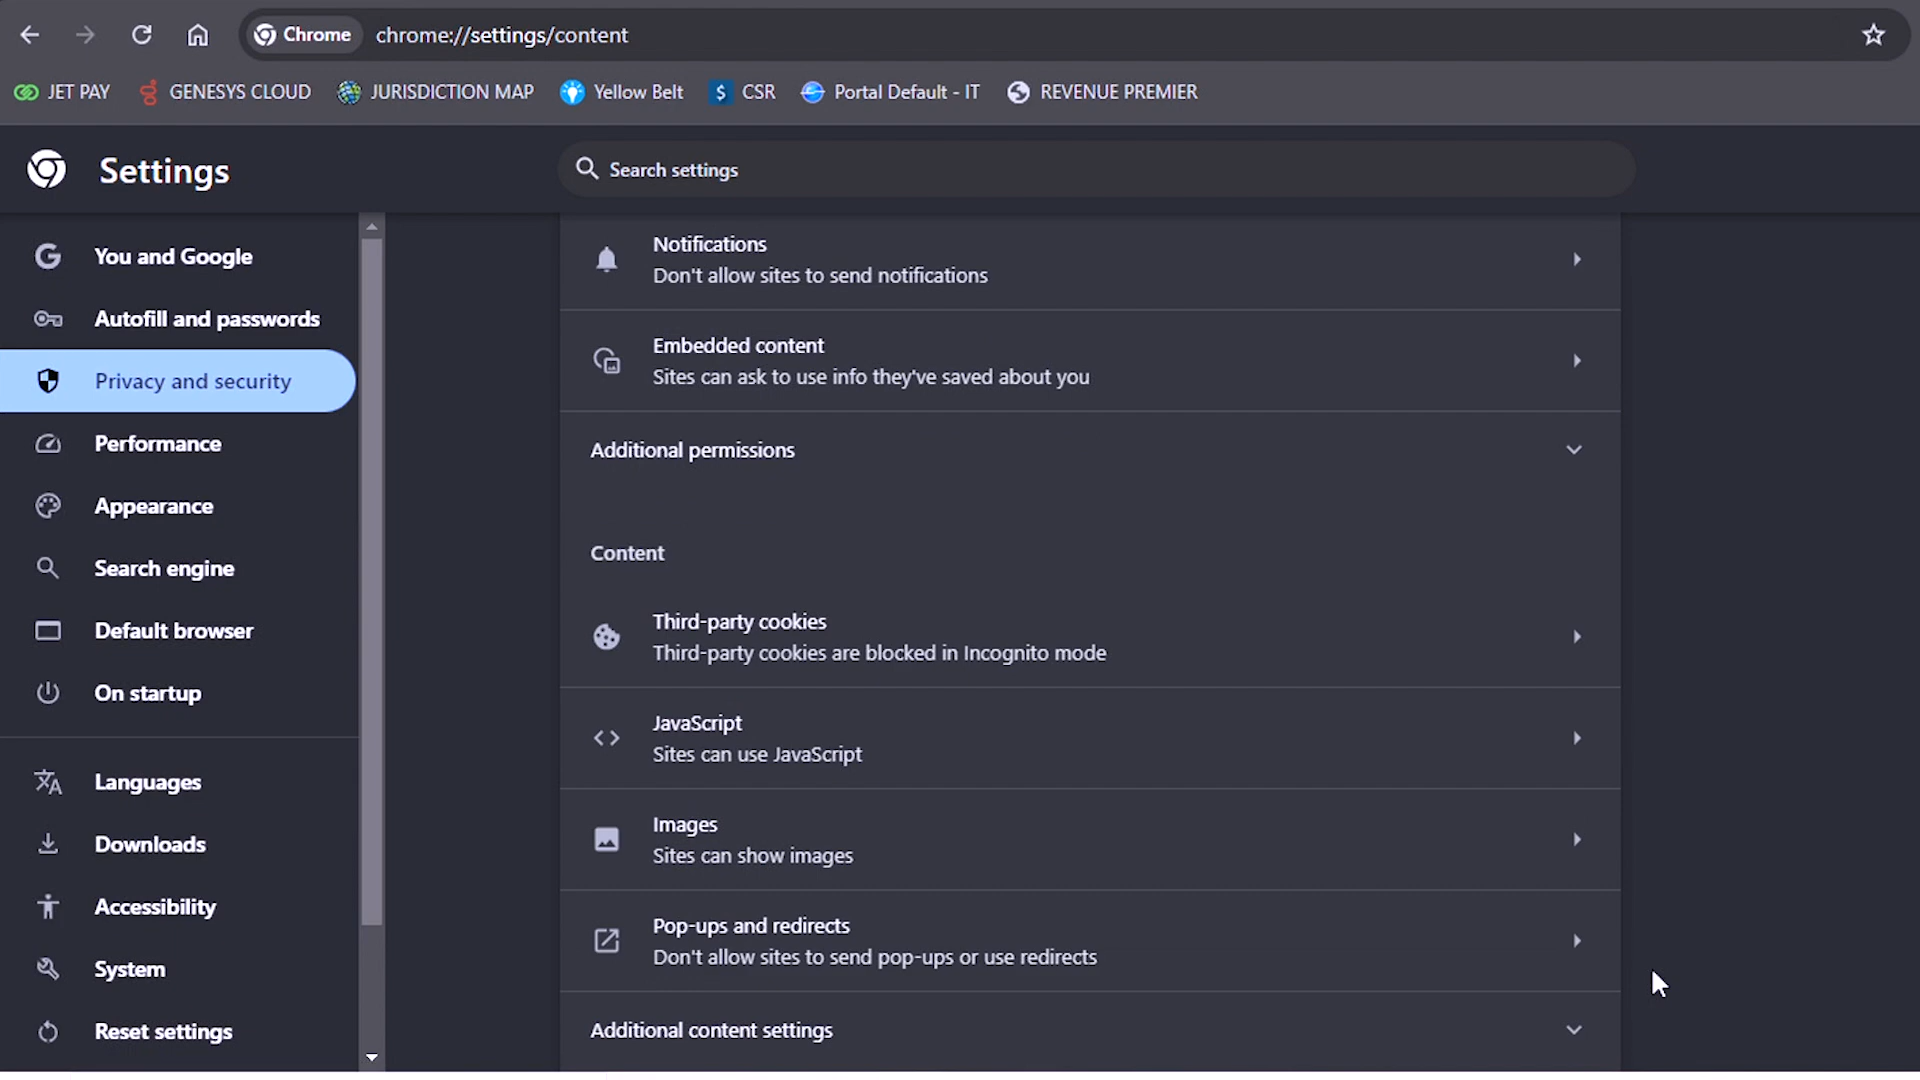 Chrome chrome://settings/content
JET PAY GENESYS CLOUD JURISDICTION MAP Yellow Belt $ CSR Portal Default - IT REVENUE PREMIER
Settings
Search settings
You and Google
Autofill and passwords
Privacy and security
Performance
Appearance
Search engine
Default browser
On startup
Languages
Downloads
Accessibility
System
Reset settings
Notifications
Don't allow sites to send notifications
Embedded content
Sites can ask to use info they've saved about you
Additional permissions
Content
Third-party cookies
Third-party cookies are blocked in Incognito mode
JavaScript
Sites can use JavaScript
Images
Sites can show images
Pop-ups and redirects
Don't allow sites to send pop-ups or use redirects
Additional content settings